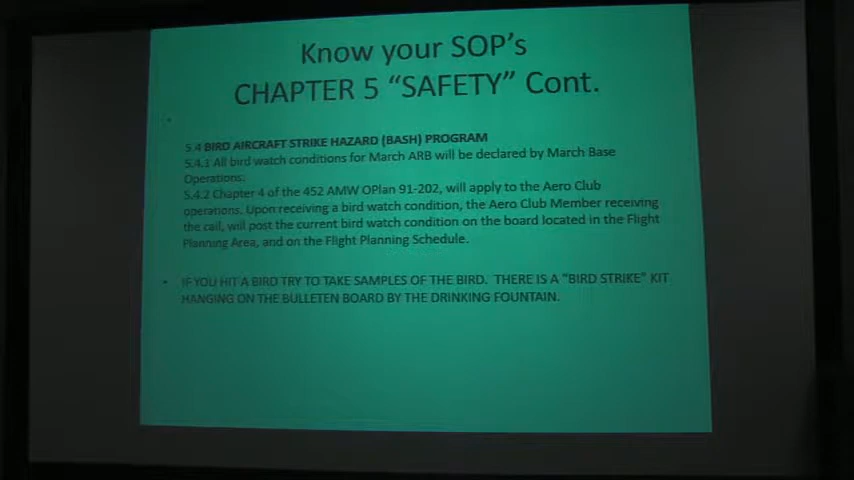 Know your SOP's
CHAPTER 5 "SAFETY" Cont.
5.4 BIRD AIRCRAFT STRIKE HAZARD (BASH) PROGRAM
5.4.1 All bird watch conditions for March ARB will be declared by March Base
Operations.
5.4.2 Chapter 4 of the 452 AMW OPlan 91-202, will apply to the Aero Club
operations. Upon receiving a bird watch condition, the Aero Club Member receiving
the call, will post the current bird watch condition on the board located in the Flight
Planning Area, and on the Flight Planning Schedule.
• IF YOU HIT A BIRD TRY TO TAKE SAMPLES OF THE BIRD. THERE IS A "BIRD STRIKE" KIT
HANGING ON THE BULLETEN BOARD BY THE DRINKING FOUNTAIN.